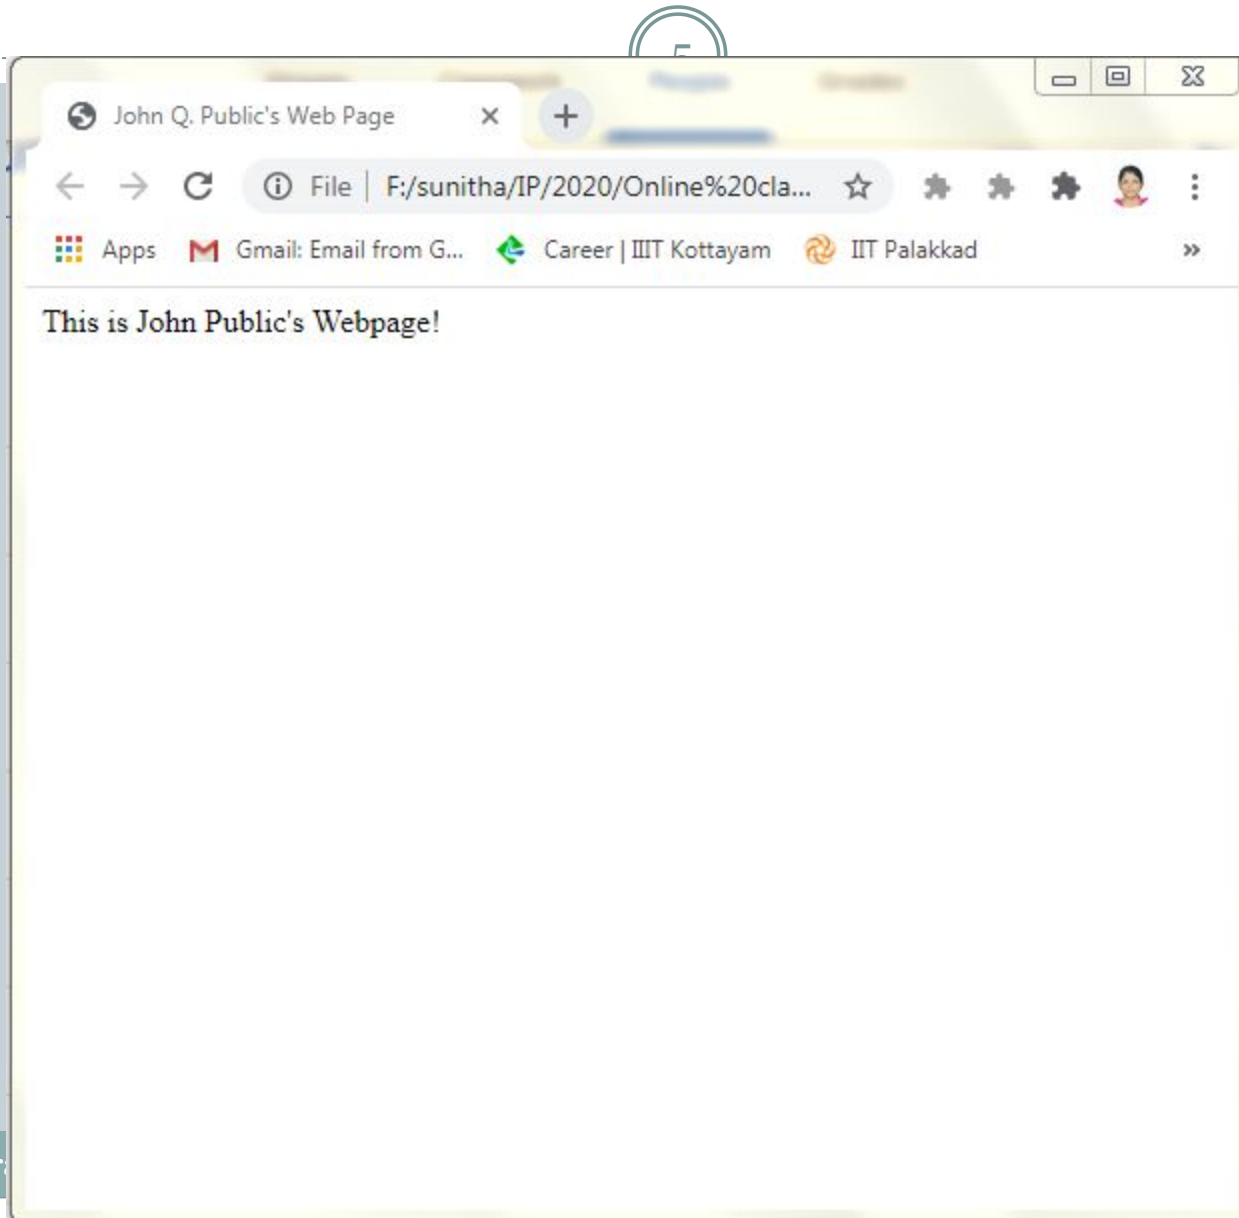 John Q. Public's Web Page
File F:/sunitha/IP/2020/Online%20cla...
Apps Gmail: Email from G... Career | IIIT Kottayam IIT Palakkad »
This is John Public's Webpage!